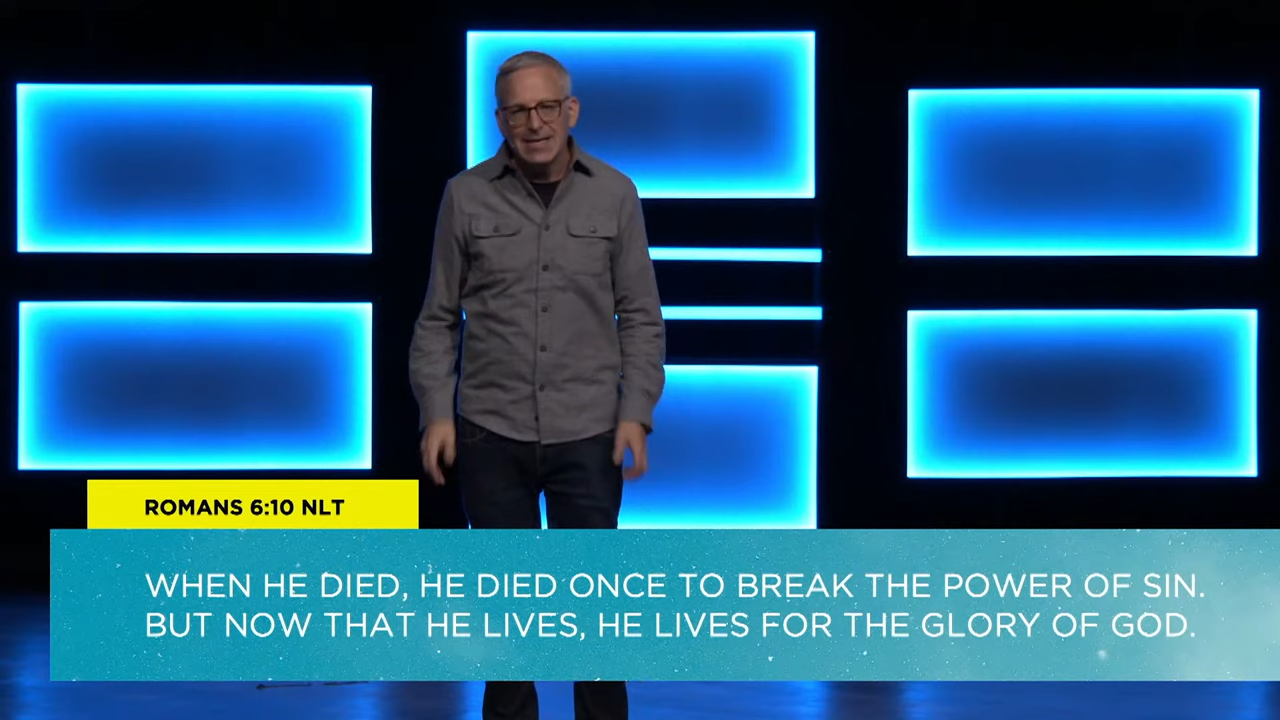 ROMANS 6:10 NLT
WHEN HE DIED, HE DIED ONCE TO BREAK THE POWER OF SIN.
BUT NOW THAT HE LIVES, HE LIVES FOR THE GLORY OF GOD.